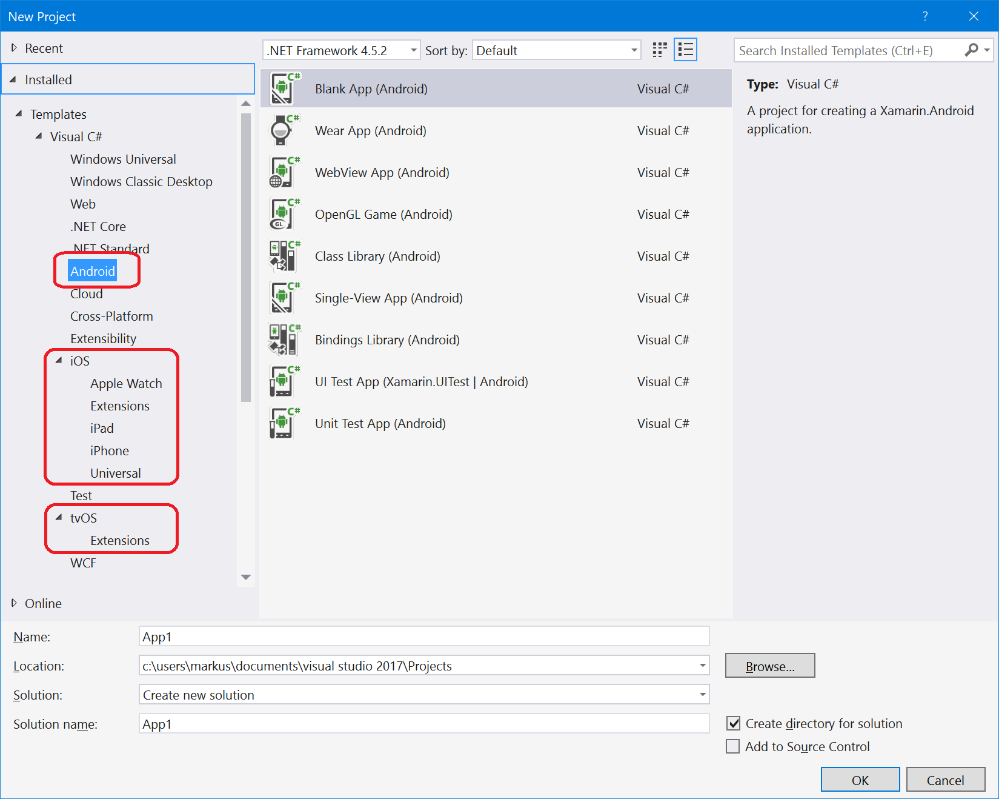 New Project
?
Recent
Installed
Templates
Visual C#
Windows Universal
Windows Classic Desktop
Web
.NET Core
.NET Standard
Android
Cloud
Cross-Platform
Extensibility
iOS
Apple Watch
Extensions
iPad
iPhone
Universal
Test
tvOS
Extensions
WCF
Online
.NET Framework 4.5.2 Sort by: Default
Search Installed Templates (Ctrl+E)
C# Blank App (Android) Visual C#
C# Wear App (Android) Visual C#
C# WebView App (Android) Visual C#
C# GL OpenGL Game (Android) Visual C#
C# Class Library (Android) Visual C#
C# Single-View App (Android) Visual C#
C# Bindings Library (Android) Visual C#
C# UI Test App (Xamarin.UITest | Android) Visual C#
C# Unit Test App (Android) Visual C#
Type: Visual C#
A project for creating a Xamarin.Android
application.
Name: App1
Location: c:\users\markus\documents\visual studio 2017\Projects Browse...
Solution: Create new solution
Solution name: App1
Create directory for solution
Add to Source Control
OK Cancel